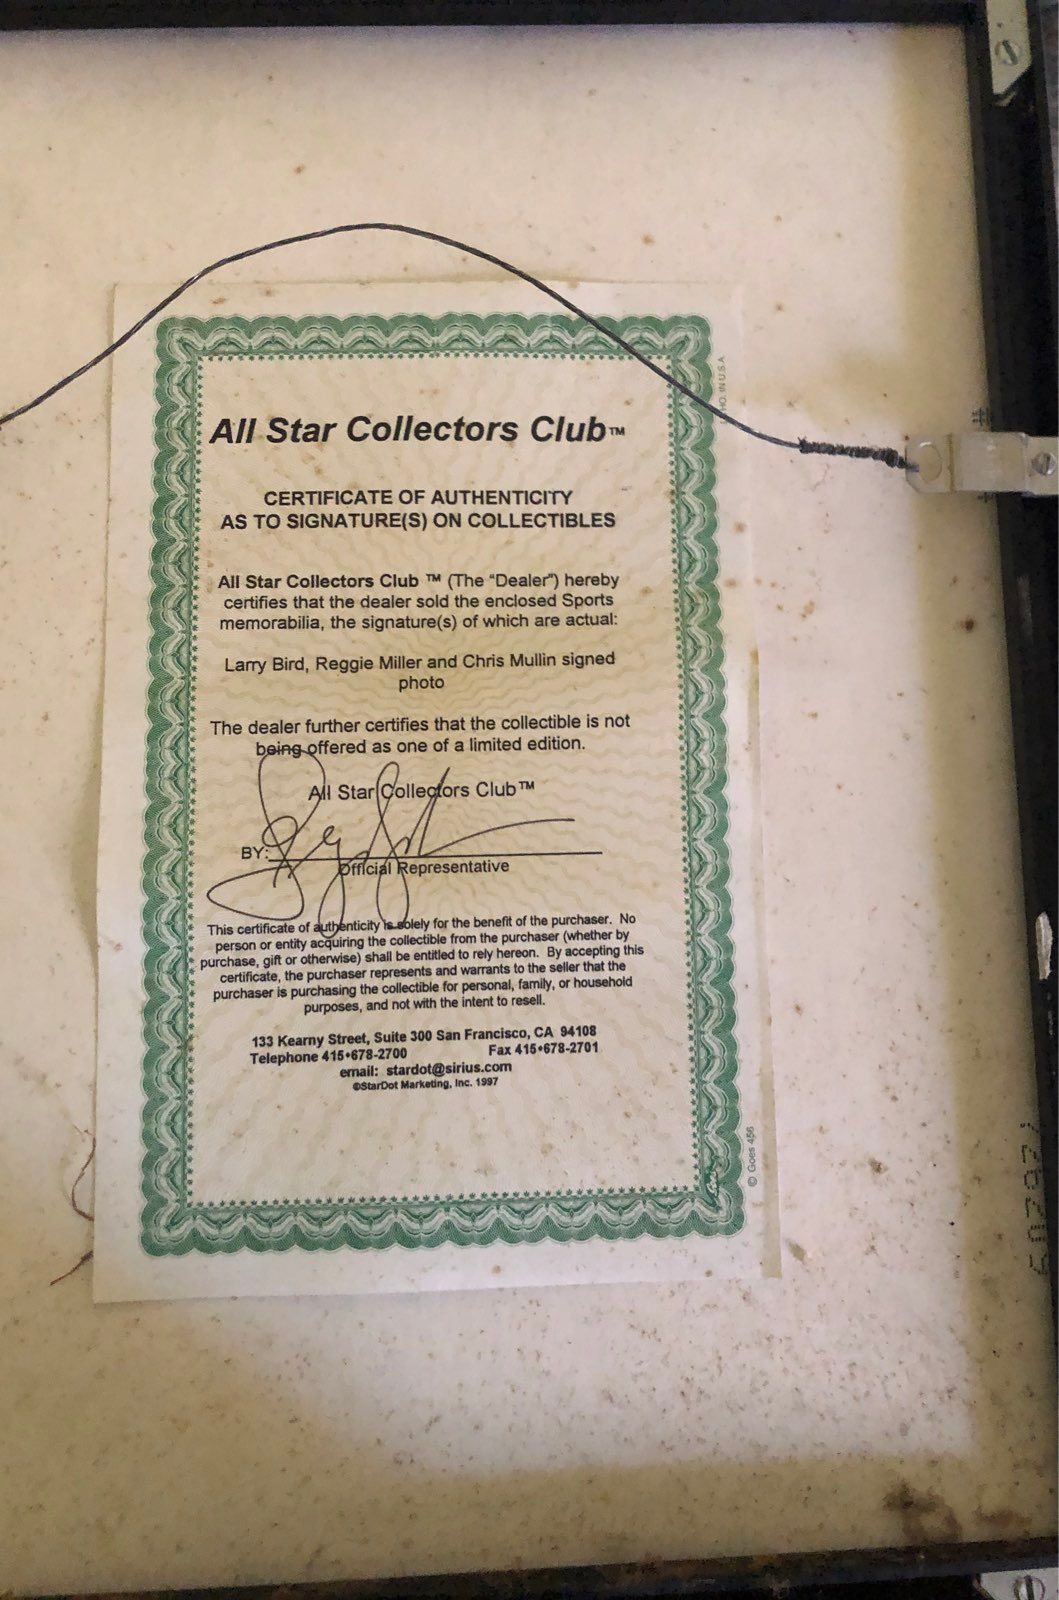 All Star Collectors Club™
CERTIFICATE OF AUTHENTICITY
AS TO SIGNATURE(S) ON COLLECTIBLES
All Star Collectors Club ™ (The "Dealer") hereby
certifies that the dealer sold the enclosed Sports
memorabilia, the signature(s) of which are actual:
Larry Bird, Reggie Miller and Chris Mullin signed
photo
The dealer further certifies that the collectible is not
being offered as one of a limited edition.
All Star Collectors Club™
BY:
Official Representative
This certificate of authenticity is solely for the benefit of the purchaser. No
person or entity acquiring the collectible from the purchaser (whether by
purchase, gift or otherwise) shall be entitled to rely hereon. By accepting this
certificate, the purchaser represents and warrants to the seller that the
purchaser is purchasing the collectible for personal, family, or household
purposes, and not with the intent to resell.
133 Kearny Street, Suite 300 San Francisco, CA 94108
Telephone 415•678-2700 Fax 415•678-2701
email: stardot@sirius.com
©StarDot Marketing, Inc. 1997
IN U.S.A
© Goes 456